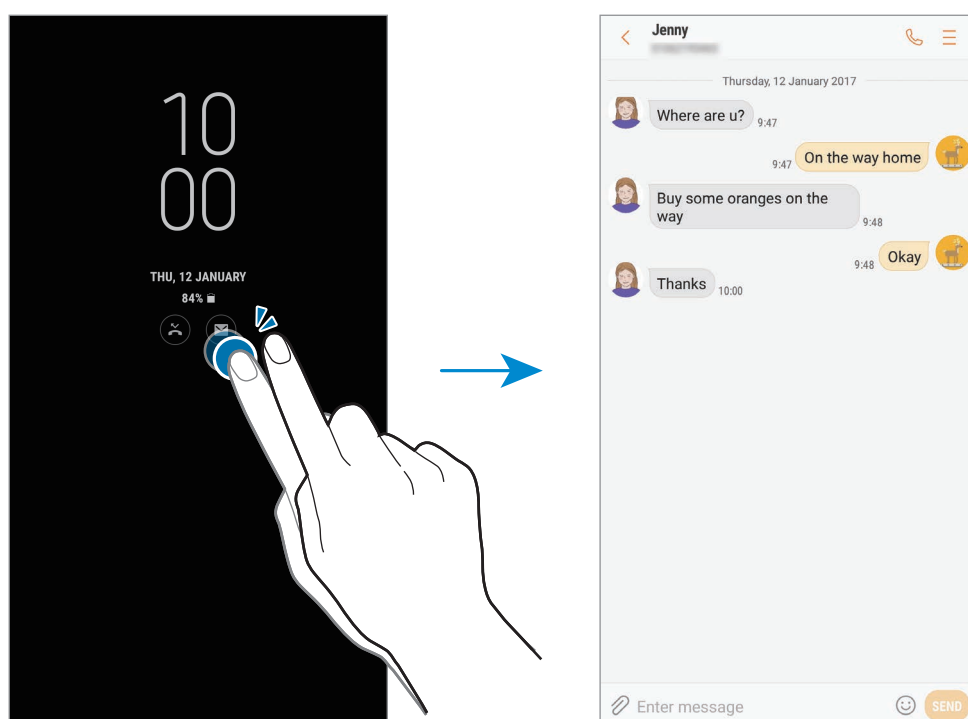 10
00
THU, 12 JANUARY
84%
Jenny
Thursday, 12 January 2017
Where are u?
9:47
9:47
On the way home
Buy some oranges on the
way
9:48
9:48
Okay
Thanks
10:00
Enter message
SEND